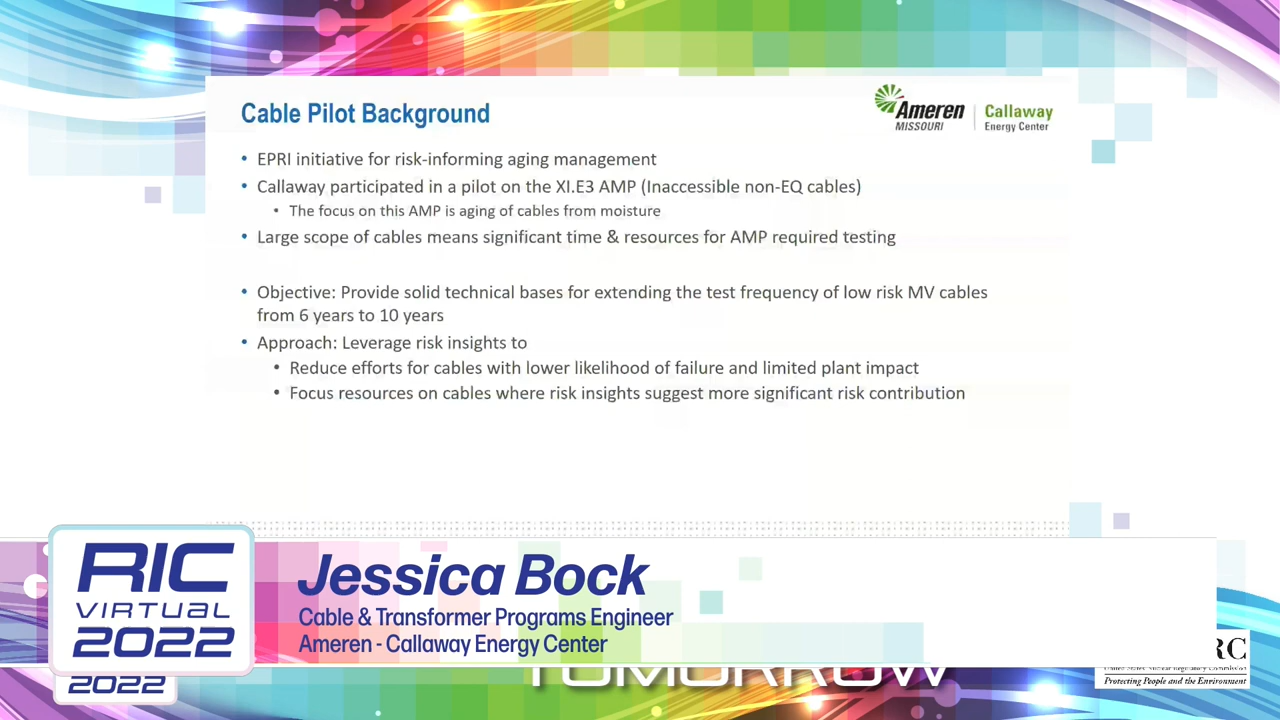 Cable Pilot Background
Ameren
MISSOURI
Callaway
Energy Center
• EPRI initiative for risk-informing aging management
• Callaway participated in a pilot on the XI.E3 AMP (Inaccessible non-EQ cables)
• The focus on this AMP is aging of cables from moisture
• Large scope of cables means significant time & resources for AMP required testing
• Objective: Provide solid technical bases for extending the test frequency of low risk MV cables
from 6 years to 10 years
• Approach: Leverage risk insights to
• Reduce efforts for cables with lower likelihood of failure and limited plant impact
• Focus resources on cables where risk insights suggest more significant risk contribution
RIC
VIRTUAL
2022
Jessica Bock
Cable & Transformer Programs Engineer
Ameren - Callaway Energy Center
2022
TOMORROW
RC
Protecting People and the Environment